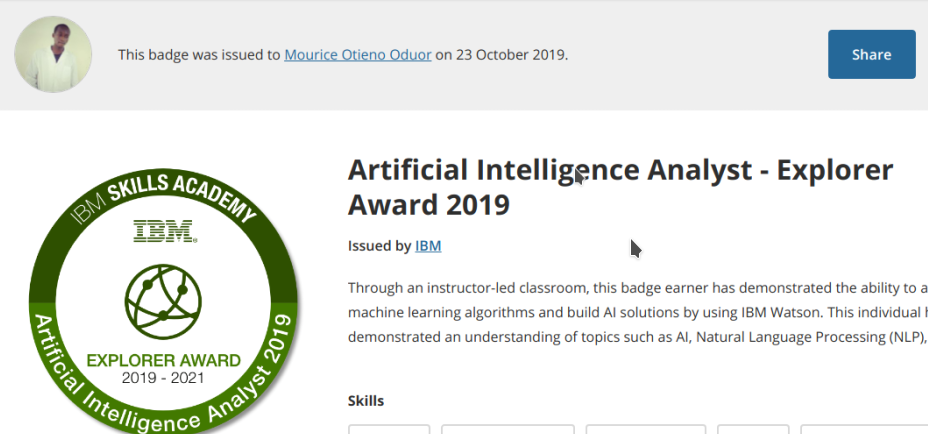 This badge was issued to Mourice Otieno Oduor on 23 October 2019.
Share
IBM SKILLS ACADEMY
IBM
EXPLORER AWARD
2019 - 2021
Artificial Intelligence Analyst 2019
Artificial Intelligence Analyst - Explorer
Award 2019
Issued by IBM
Through an instructor-led classroom, this badge earner has demonstrated the ability to
machine learning algorithms and build AI solutions by using IBM Watson. This individual
demonstrated an understanding of topics such as AI, Natural Language Processing (NLP),
Skills